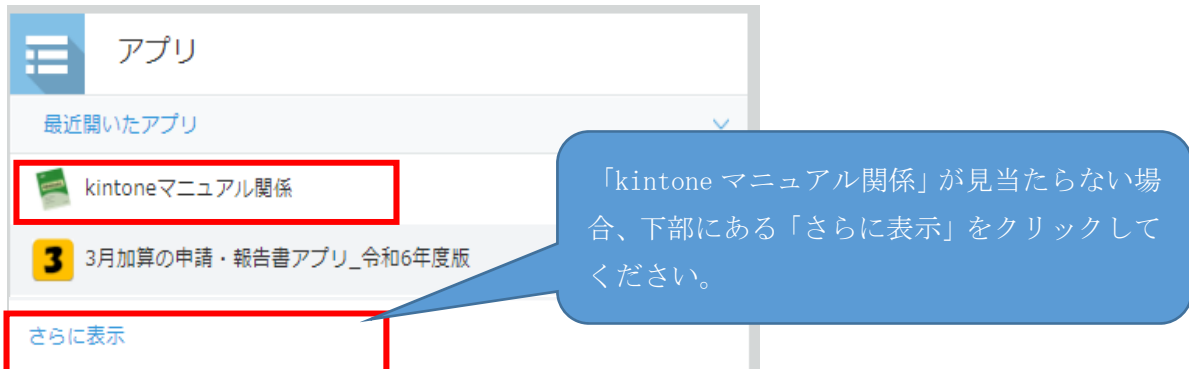 アプリ
最近開いたアプリ
kintoneマニュアル関係
3
3月加算の申請・報告書アプリ_令和6年度版
さらに表示
「kintone マニュアル関係」が見当たらない場
合、下部にある「さらに表示」をクリックして
ください。